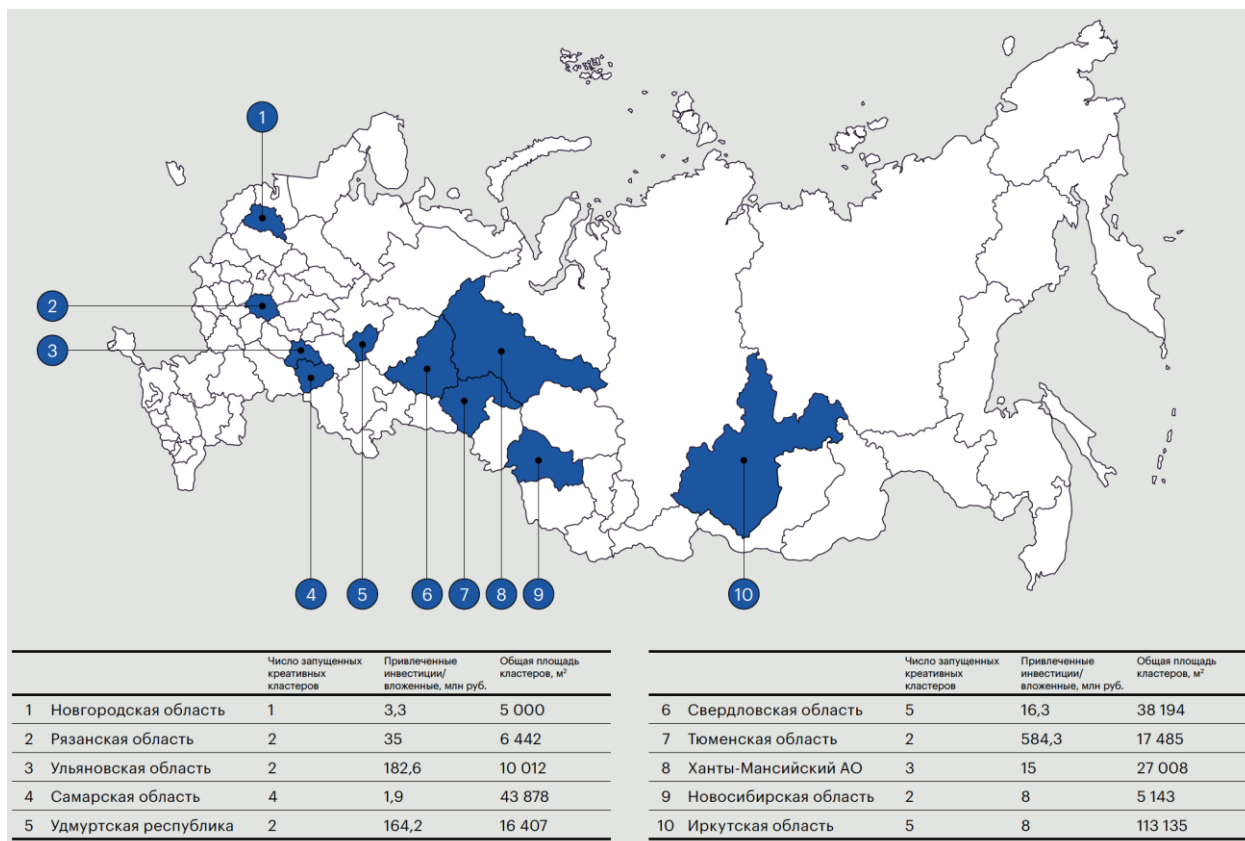 1
2
3
4
5
6
7
8
9
10
Число запущенных креативных кластеров
Привлеченные инвестиции/ вложенные, млн руб.
Общая площадь кластеров, м²
1 Новгородская область 1 3,3 5 000
2 Рязанская область 2 35 6 442
3 Ульяновская область 2 182,6 10 012
4 Самарская область 4 1,9 43 878
5 Удмуртская республика 2 164,2 16 407
Число запущенных креативных кластеров
Привлеченные инвестиции/ вложенные, млн руб.
Общая площадь кластеров, м²
6 Свердловская область 5 16,3 38 194
7 Тюменская область 2 584,3 17 485
8 Ханты-Мансийский АО 3 15 27 008
9 Новосибирская область 2 8 5 143
10 Иркутская область 5 8 113 135